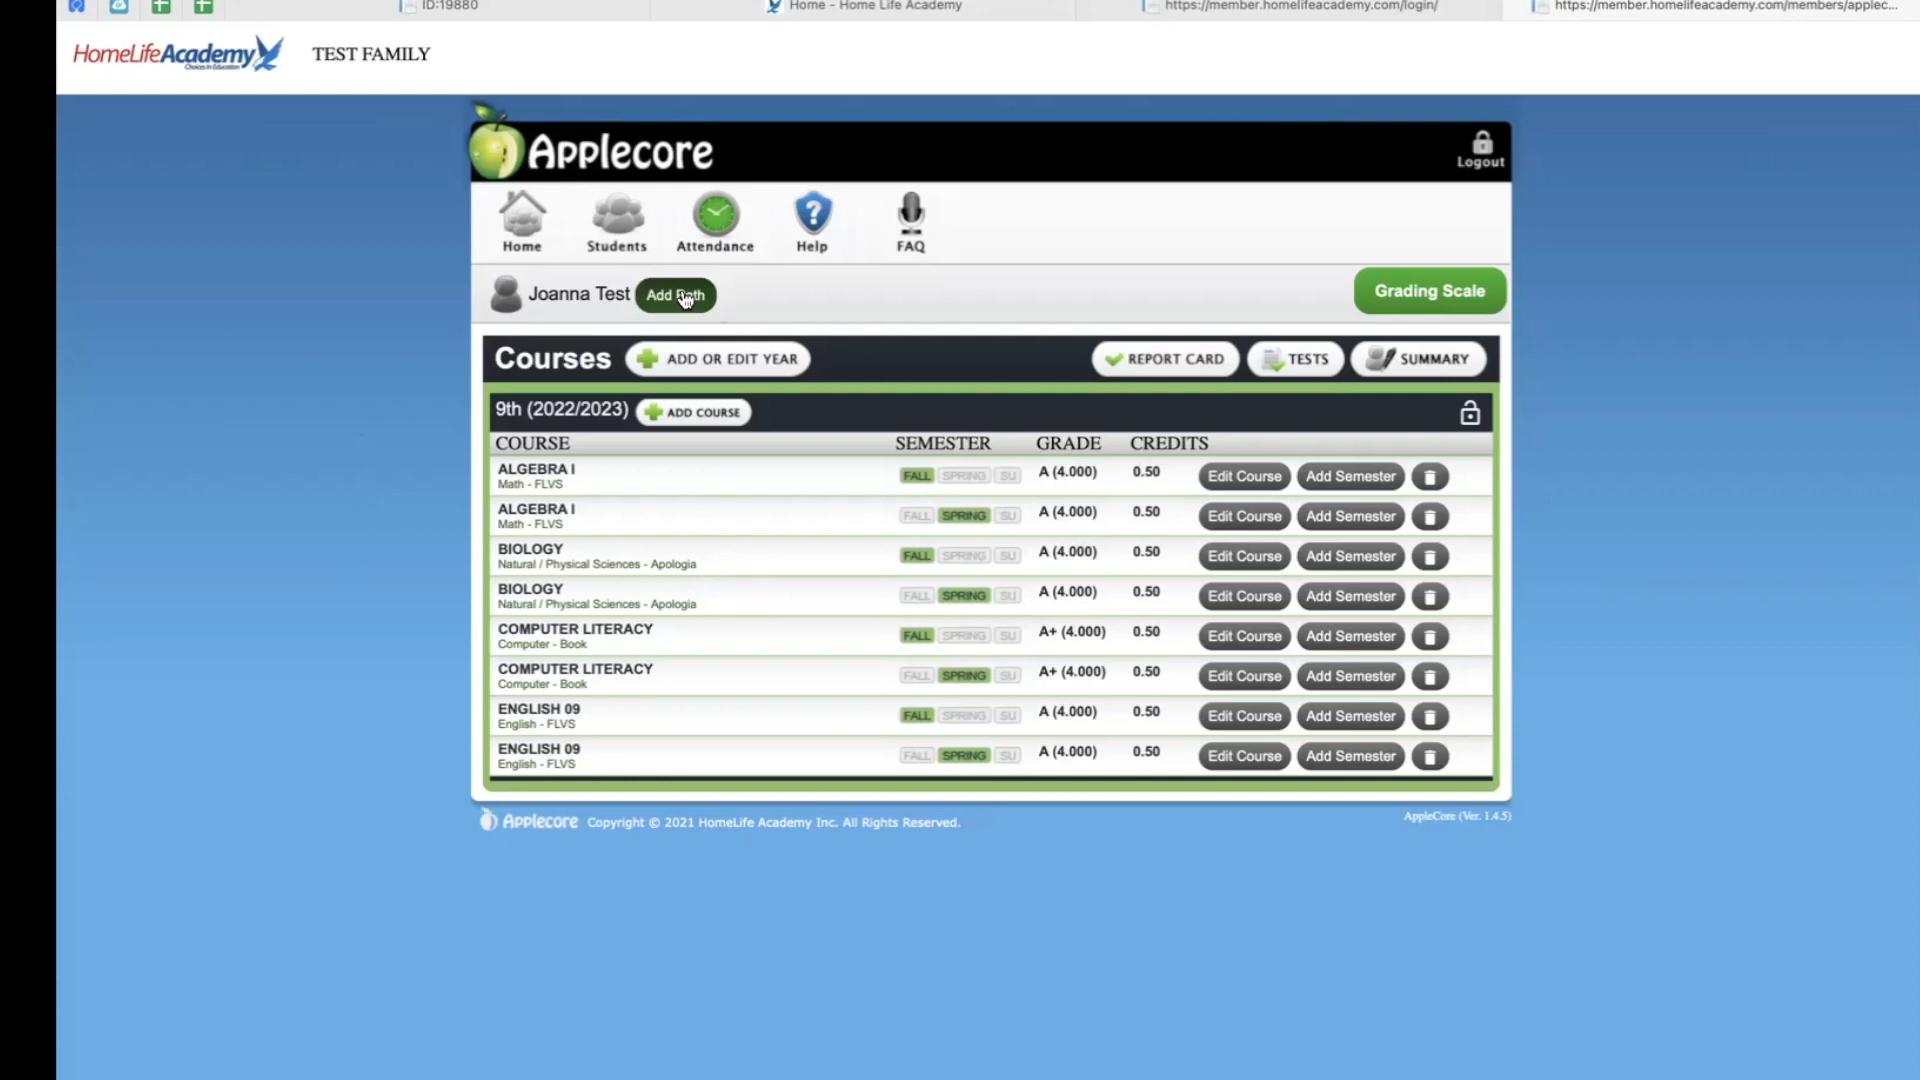 ID:19880
Home - Home Life Academy
https://member.homelifeacademy.com/login/
https://member.homelifeacademy.com/members/applec...
HomeLifeAcademy
Choices in Education
TEST FAMILY
Applecore
Logout
Home
Students
Attendance
Help
FAQ
Joanna Test
Add
Grading Scale
Courses
ADD OR EDIT YEAR
REPORT CARD
TESTS
SUMMARY
9th (2022/2023)
ADD COURSE
COURSE SEMESTER GRADE CREDITS
ALGEBRA I
Math - FLVS
FALL SPRING SU A (4.000) 0.50 Edit Course Add Semester
ALGEBRA I
Math - FLVS
FALL SPRING SU A (4.000) 0.50 Edit Course Add Semester
BIOLOGY
Natural / Physical Sciences - Apologia
FALL SPRING SU A (4.000) 0.50 Edit Course Add Semester
BIOLOGY
Natural / Physical Sciences - Apologia
FALL SPRING SU A (4.000) 0.50 Edit Course Add Semester
COMPUTER LITERACY
Computer - Book
FALL SPRING SU A+ (4.000) 0.50 Edit Course Add Semester
COMPUTER LITERACY
Computer - Book
FALL SPRING SU A+ (4.000) 0.50 Edit Course Add Semester
ENGLISH 09
English - FLVS
FALL SPRING SU A (4.000) 0.50 Edit Course Add Semester
ENGLISH 09
English - FLVS
FALL SPRING SU A (4.000) 0.50 Edit Course Add Semester
Applecore Copyright © 2021 HomeLife Academy Inc. All Rights Reserved.
AppleCore (Ver. 1.4.5)